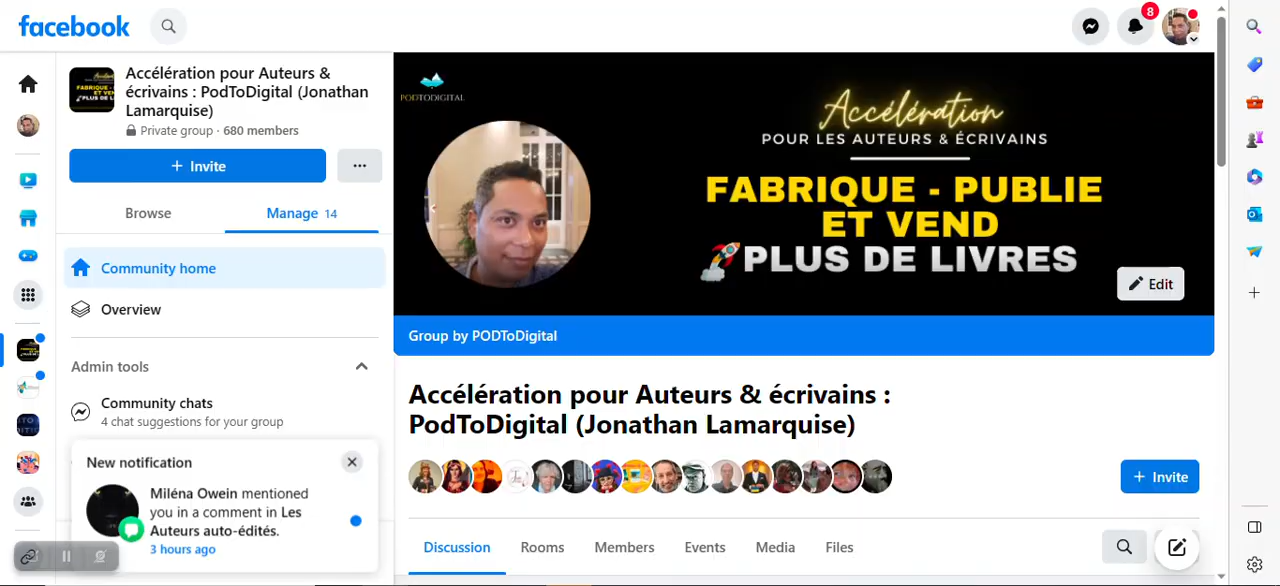 facebook
8
Accélération pour Auteurs &
écrivains : PodToDigital (Jonathan
Lamarquise)
Private group · 680 members
+ Invite
...
Browse
Manage 14
Community home
Overview
Admin tools
Community chats
4 chat suggestions for your group
New notification
Miléna Owein mentioned
you in a comment in Les
Auteurs auto-édités.
3 hours ago
PODTODIGITAL
Accélération
POUR LES AUTEURS & ÉCRIVAINS
FABRIQUE - PUBLIE
ET VEND
PLUS DE LIVRES
Edit
Group by PODToDigital
Accélération pour Auteurs & écrivains :
PodToDigital (Jonathan Lamarquise)
+ Invite
Discussion
Rooms
Members
Events
Media
Files